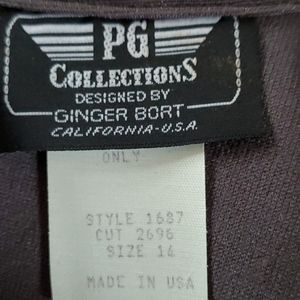 PG
COLLECTIONS
DESIGNED BY
GINGER BORT
CALIFORNIA-U.S.A.
ONLY
STYLE 1687
CUT 2696
SIZE 14
MADE IN USA